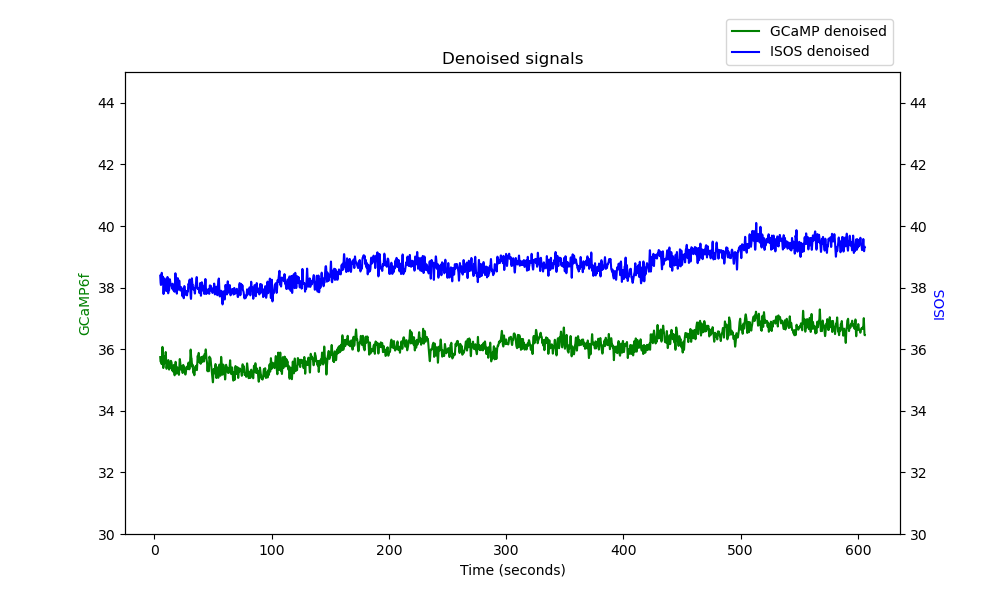 GCaMP denoised
ISOS denoised
Denoised signals
44
42
40
38
36
34
32
30
GCaMP6f
44
42
40
38
36
34
32
30
ISOS
0 100 200 300 400 500 600
Time (seconds)